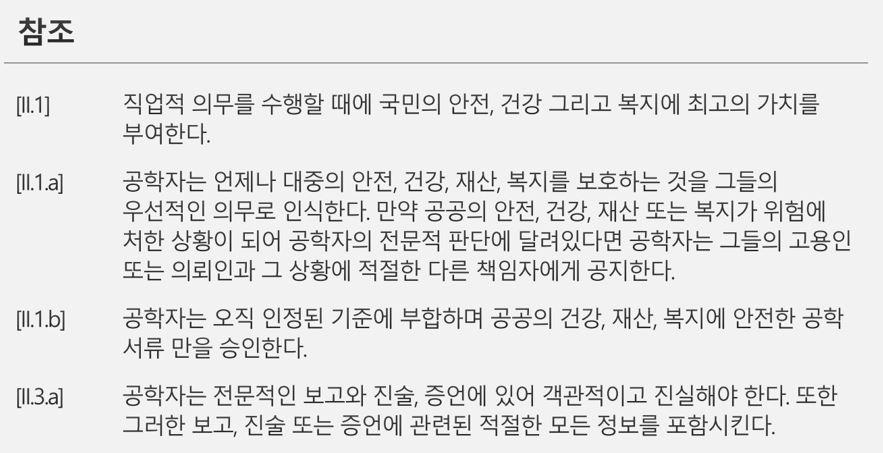 참조
[II.1] 직업적 의무를 수행할 때에 국민의 안전, 건강 그리고 복지에 최고의 가치를
부여한다.
[II.1.a] 공학자는 언제나 대중의 안전, 건강, 재산, 복지를 보호하는 것을 그들의
우선적인 의무로 인식한다. 만약 공공의 안전, 건강, 재산 또는 복지가 위험에
처한 상황이 되어 공학자의 전문적 판단에 달려있다면 공학자는 그들의 고용인
또는 의뢰인과 그 상황에 적절한 다른 책임자에게 공지한다.
[II.1.b] 공학자는 오직 인정된 기준에 부합하며 공공의 건강, 재산, 복지에 안전한 공학
서류 만을 승인한다.
[II.3.a] 공학자는 전문적인 보고와 진술, 증언에 있어 객관적이고 진실해야 한다. 또한
그러한 보고, 진술 또는 증언에 관련된 적절한 모든 정보를 포함시킨다.